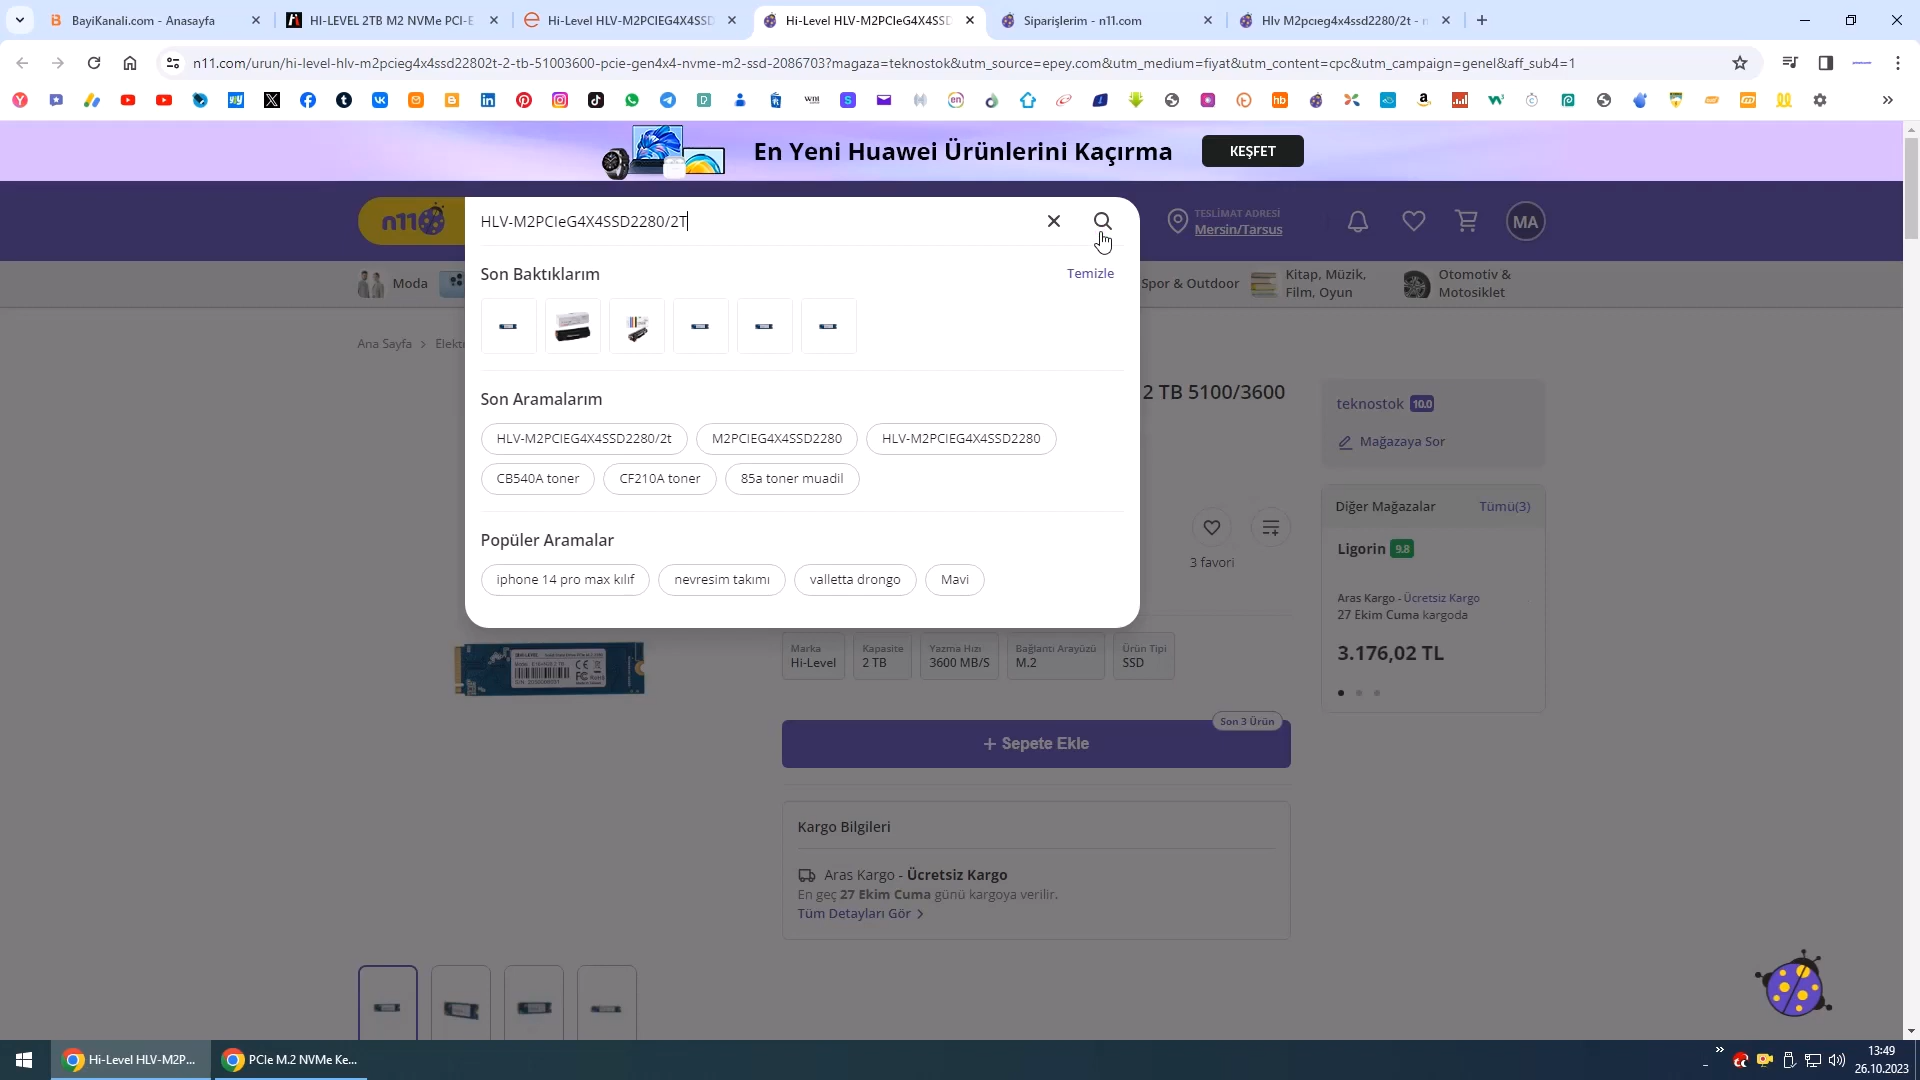 BayiKanali.com - Anasayfa
HI-LEVEL 2TB M2 NVMe PCI-E
Hi-Level HLV-M2PCIEG4X4SSD
Hi-Level HLV-M2PCIeG4X4SSD
Siparişlerim - n11.com
Hlv M2pcıeg4x4ssd2280/2t - n
n11.com/urun/hi-level-hlv-m2pcieg4x4ssd22802t-2-tb-51003600-pcie-gen4x4-nvme-m2-ssd-2086703?magaza=teknostok&utm_source=epey.com&utm_medium=fiyat&utm_content=cpc&utm_campaign=genel&aff_sub4=1
En Yeni Huawei Ürünlerini Kaçırma
KEŞFET
n11
HLV-M2PCIeG4X4SSD2280/2T
TESLİMAT ADRESİ
Mersin/Tarsus
MA
Moda
Spor & Outdoor
Kitap, Müzik,
Film, Oyun
Otomotiv &
Motosiklet
Son Baktıklarım
Temizle
Ana Sayfa > Elektr
Son Aramalarım
HLV-M2PCIEG4X4SSD2280/2t
M2PCIEG4X4SSD2280
HLV-M2PCIEG4X4SSD2280
CB540A toner
CF210A toner
85a toner muadil
Popüler Aramalar
iphone 14 pro max kılıf
nevresim takımı
valletta drongo
Mavi
2 TB 5100/3600
3 favori
teknostok 10.0
Mağazaya Sor
Diğer Mağazalar
Tümü(3)
Ligorin 9.8
Aras Kargo - Ücretsiz Kargo
27 Ekim Cuma kargoda
3.176,02 TL
Marka
Hi-Level
Kapasite
2 TB
Yazma Hızı
3600 MB/S
Bağlantı Arayüzü
M.2
Ürün Tipi
SSD
Son 3 Ürün
+ Sepete Ekle
Kargo Bilgileri
Aras Kargo - Ücretsiz Kargo
En geç 27 Ekim Cuma günü kargoya verilir.
Tüm Detayları Gör >
Hi-Level HLV-M2P...
PCIe M.2 NVMe Ke...
13:49
26.10.2023